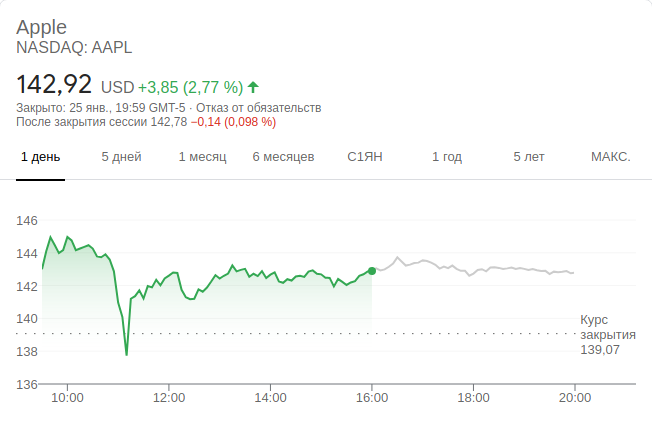 Apple
NASDAQ: AAPL
142,92 USD +3,85 (2,77 %)
Закрыто: 25 янв., 19:59 GMT-5 · Отказ от обязательств
После закрытия сессии 142,78 −0,14 (0,098 %)
1 день 5 дней 1 месяц 6 месяцев С1ЯН 1 год 5 лет МАКС.
146
144
142
140
138
136
Курс
закрытия
139,07
10:00 12:00 14:00 16:00 18:00 20:00